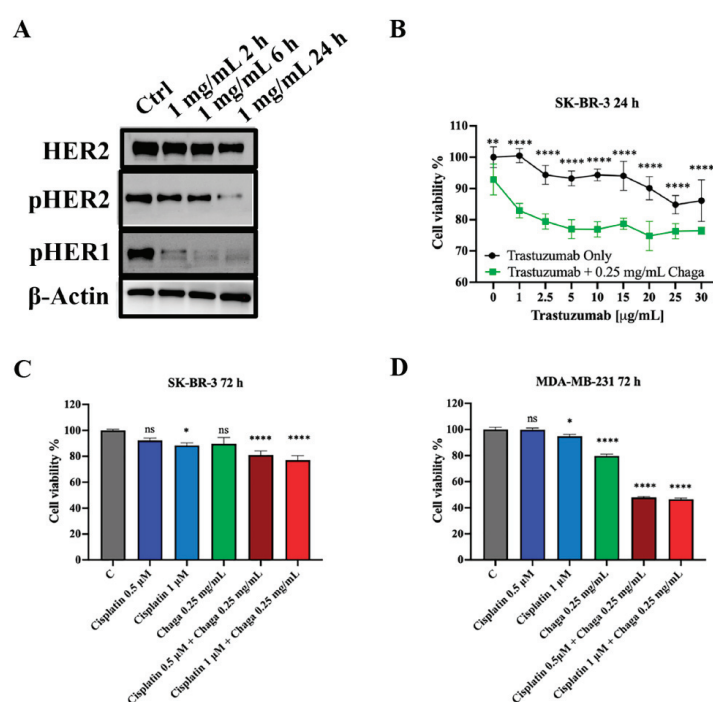 A
Ctrl
1 mg/mL 2 h
1 mg/mL 6 h
1 mg/mL 24 h
HER2
pHER2
pHER1
β-Actin
B
SK-BR-3 24 h
Cell viability %
110
100
90
80
70
60
** **** **** **** **** **** **** **** ****
Trastuzumab Only
Trastuzumab + 0.25 mg/mL Chaga
0 1 2.5 5 10 15 20 25 30
Trastuzumab [µg/mL]
C
SK-BR-3 72 h
Cell viability %
120
100
80
60
40
20
0
ns * ns **** ****
C
Cisplatin 0.5 µM
Cisplatin 1 µM
Chaga 0.25 mg/mL
Cisplatin 0.5 µM + Chaga 0.25 mg/mL
Cisplatin 1 µM + Chaga 0.25 mg/mL
D
MDA-MB-231 72 h
Cell viability %
120
100
80
60
40
20
0
ns * **** **** ****
C
Cisplatin 0.5 µM
Cisplatin 1 µM
Chaga 0.25 mg/mL
Cisplatin 0.5µM + Chaga 0.25 mg/mL
Cisplatin 1 µM + Chaga 0.25 mg/mL